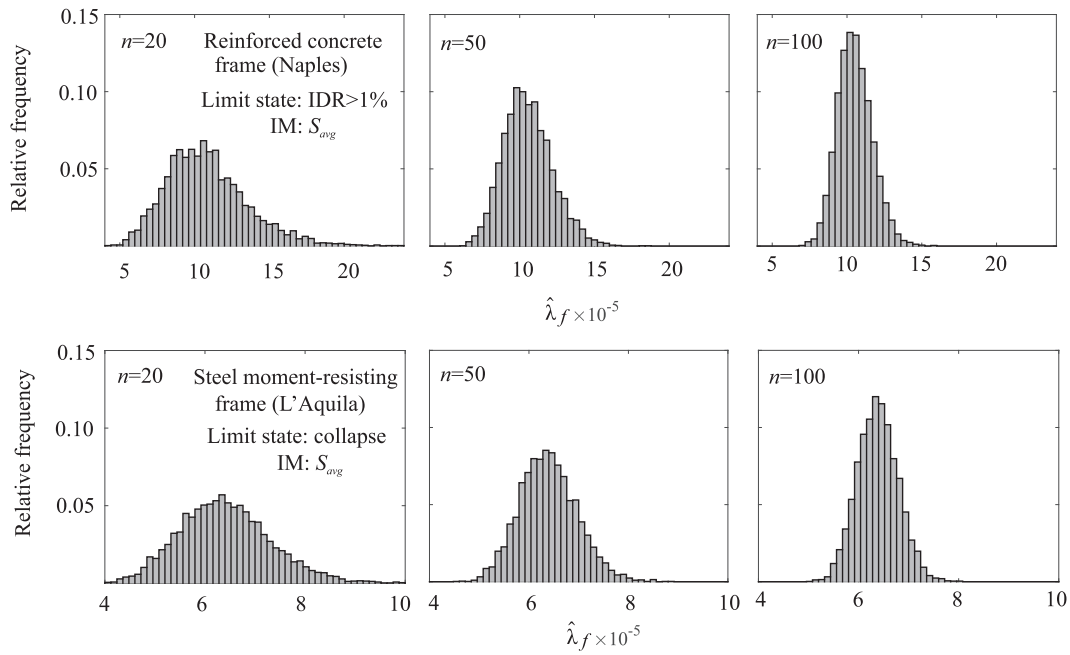 0.15
0.10
0.05
Relative frequency
n=20
Reinforced concrete
frame (Naples)
Limit state: IDR>1%
IM: Savg
5 10 15 20
n=50
5 10 15 20
n=100
5 10 15 20
λ̂ f ×10-5
0.15
0.10
0.05
Relative frequency
n=20
Steel moment-resisting
frame (L’Aquila)
Limit state: collapse
IM: Savg
4 6 8 10
n=50
4 6 8 10
n=100
4 6 8 10
λ̂ f ×10-5